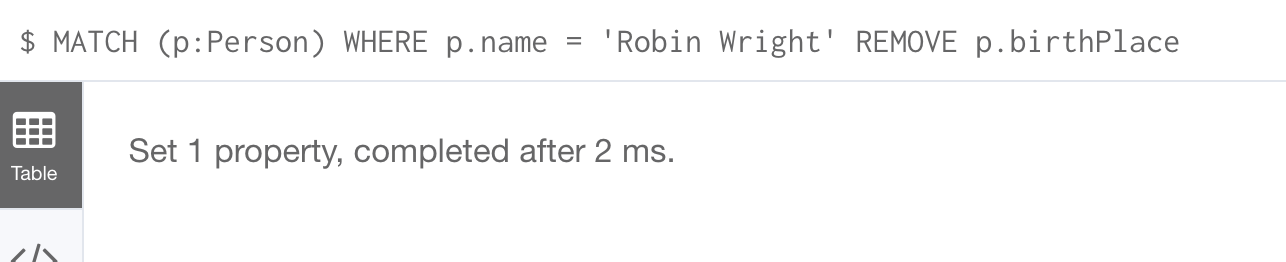 $ MATCH (p:Person) WHERE p.name = 'Robin Wright' REMOVE p.birthPlace
Table
Set 1 property, completed after 2 ms.